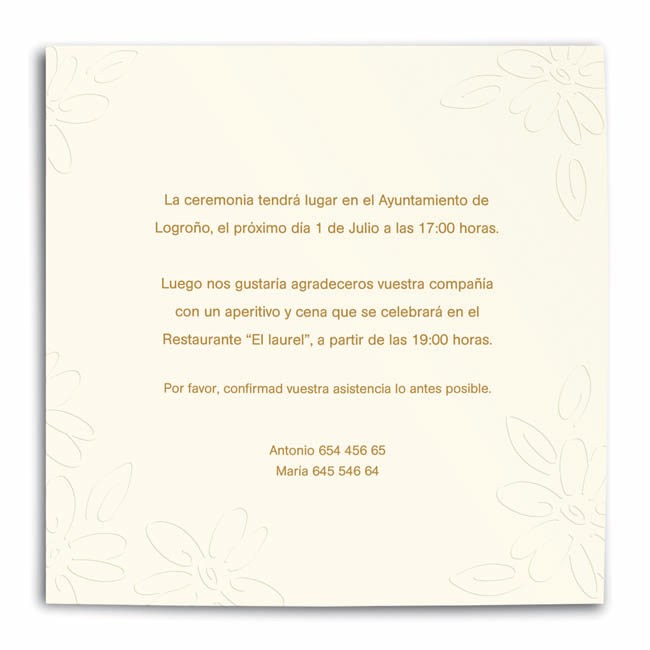 La ceremonia tendrá lugar en el Ayuntamiento de
Logroño, el próximo día 1 de Julio a las 17:00 horas.
Luego nos gustaría agradeceros vuestra compañía
con un aperitivo y cena que se celebrará en el
Restaurante “El laurel”, a partir de las 19:00 horas.
Por favor, confirmad vuestra asistencia lo antes posible.
Antonio 654 456 65
Maria 645 546 64